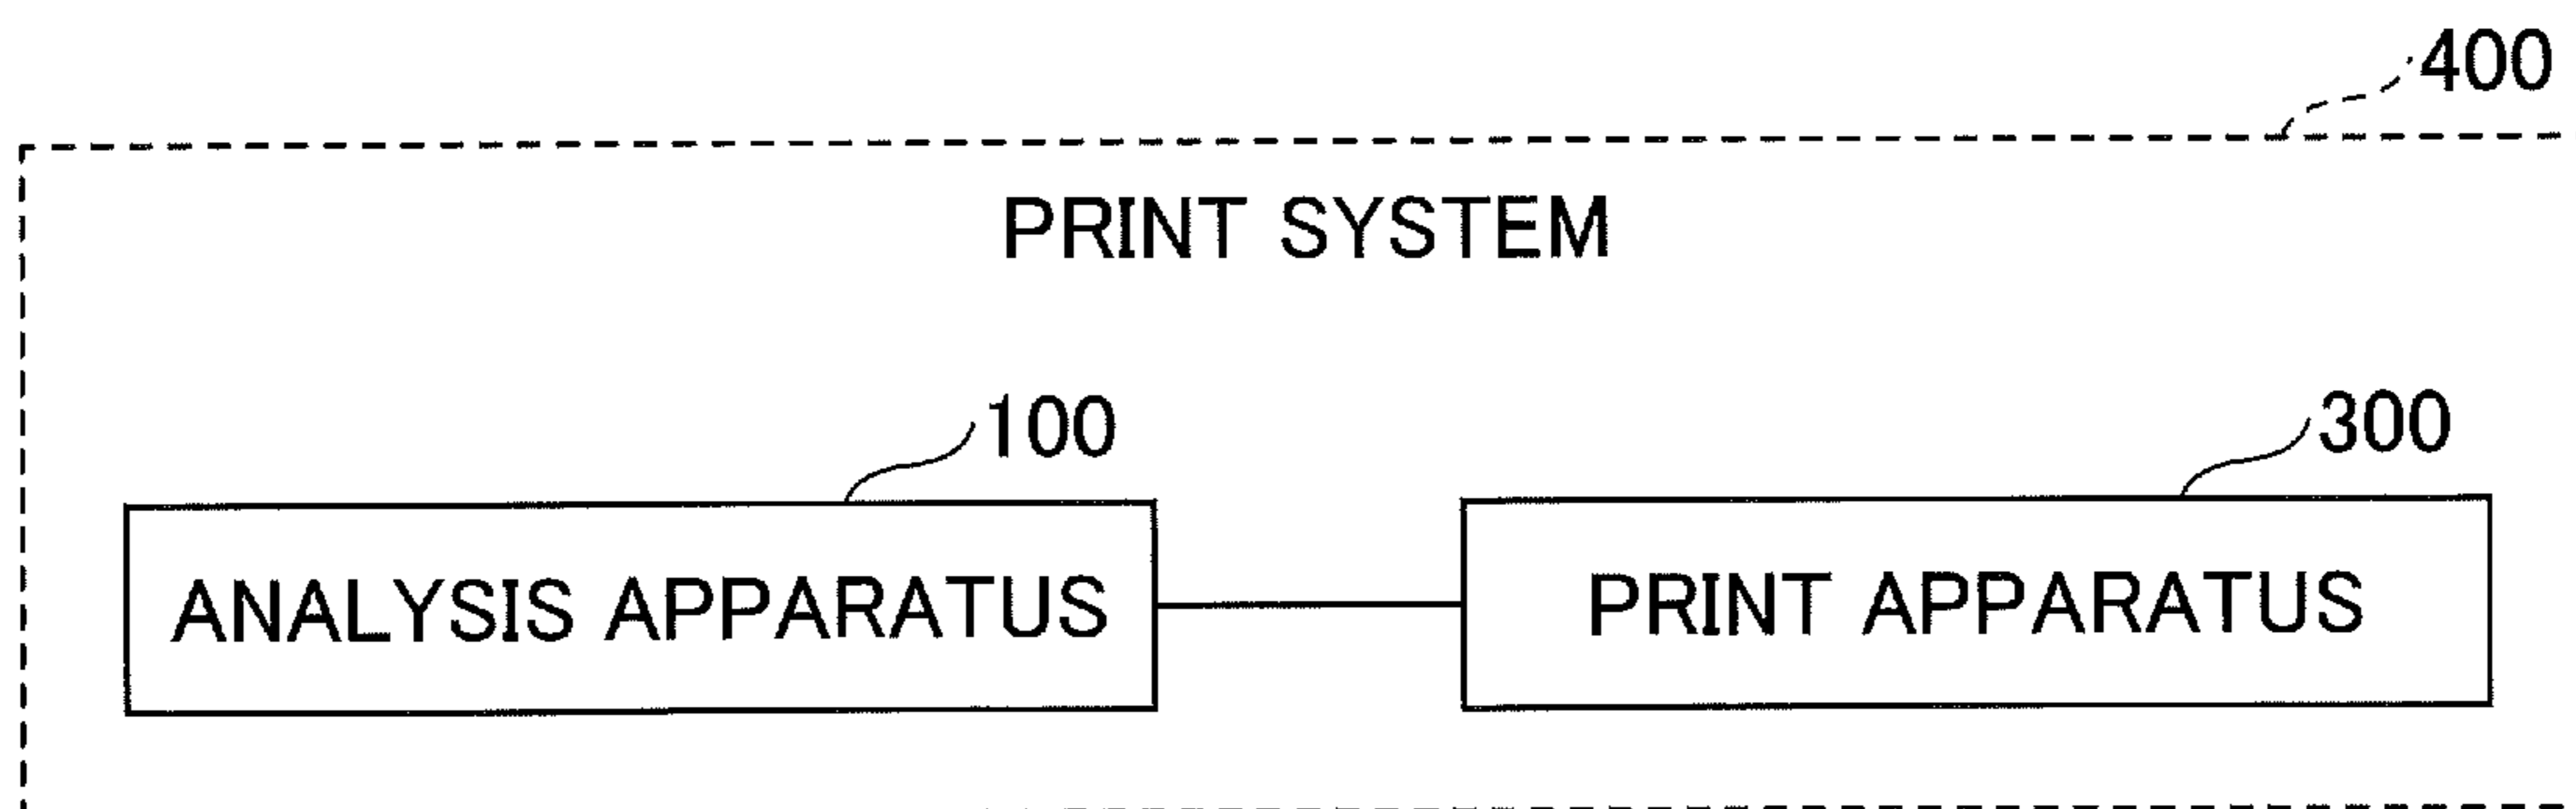 400
PRINT SYSTEM
100
300
ANALYSIS APPARATUS
PRINT APPARATUS